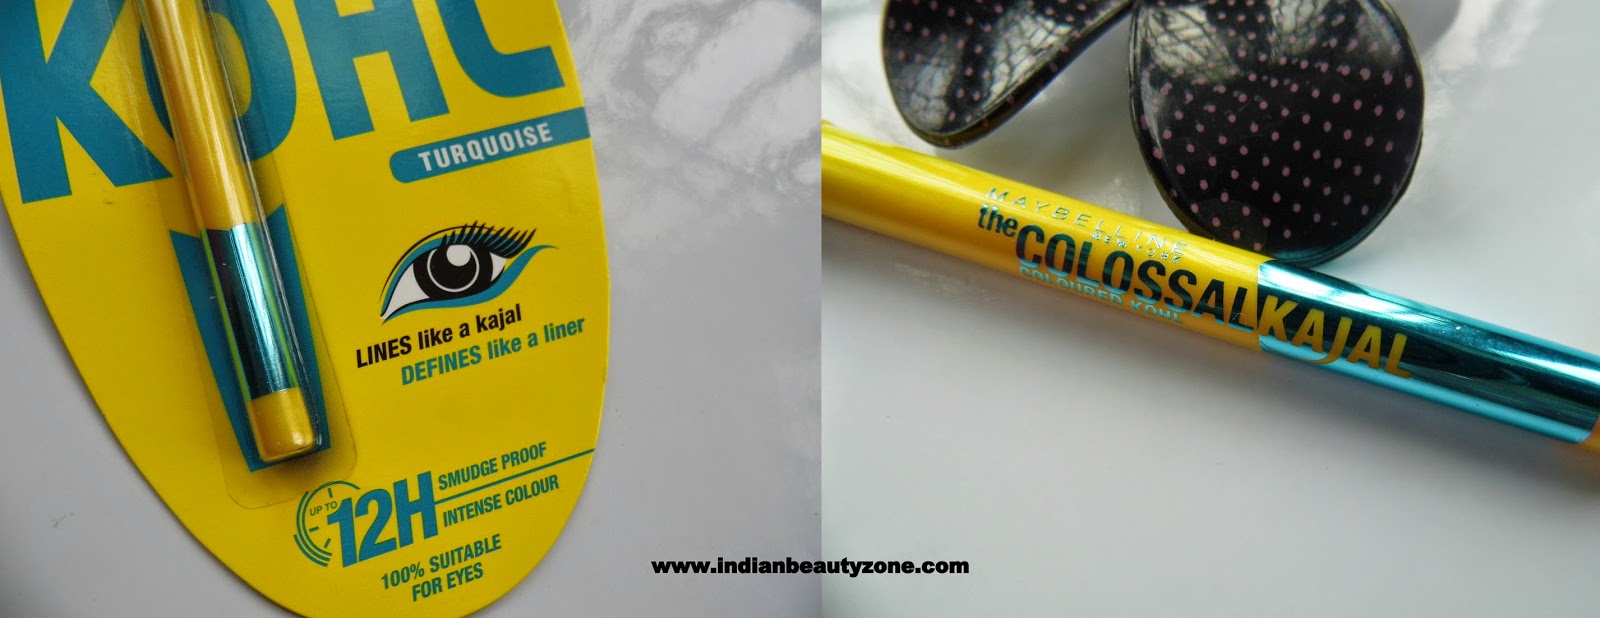 KOHL
TURQUOISE
LINES like a kajal
DEFINES like a liner
UP TO
12H
SMUDGE PROOF
INTENSE COLOUR
100% SUITABLE
FOR EYES
MAYBELLINE
NEW YORK
the COLOSSAL KAJAL
COLOURED KOHL
www.indianbeautyzone.com